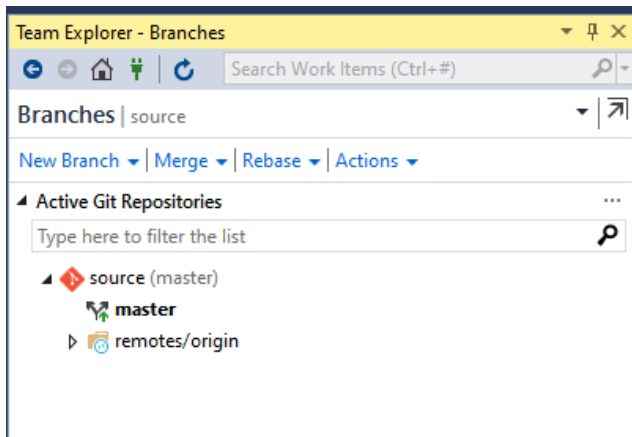 Team Explorer - Branches
Search Work Items (Ctrl+#)
Branches | source
New Branch | Merge | Rebase | Actions
Active Git Repositories ...
Type here to filter the list
source (master)
master
remotes/origin